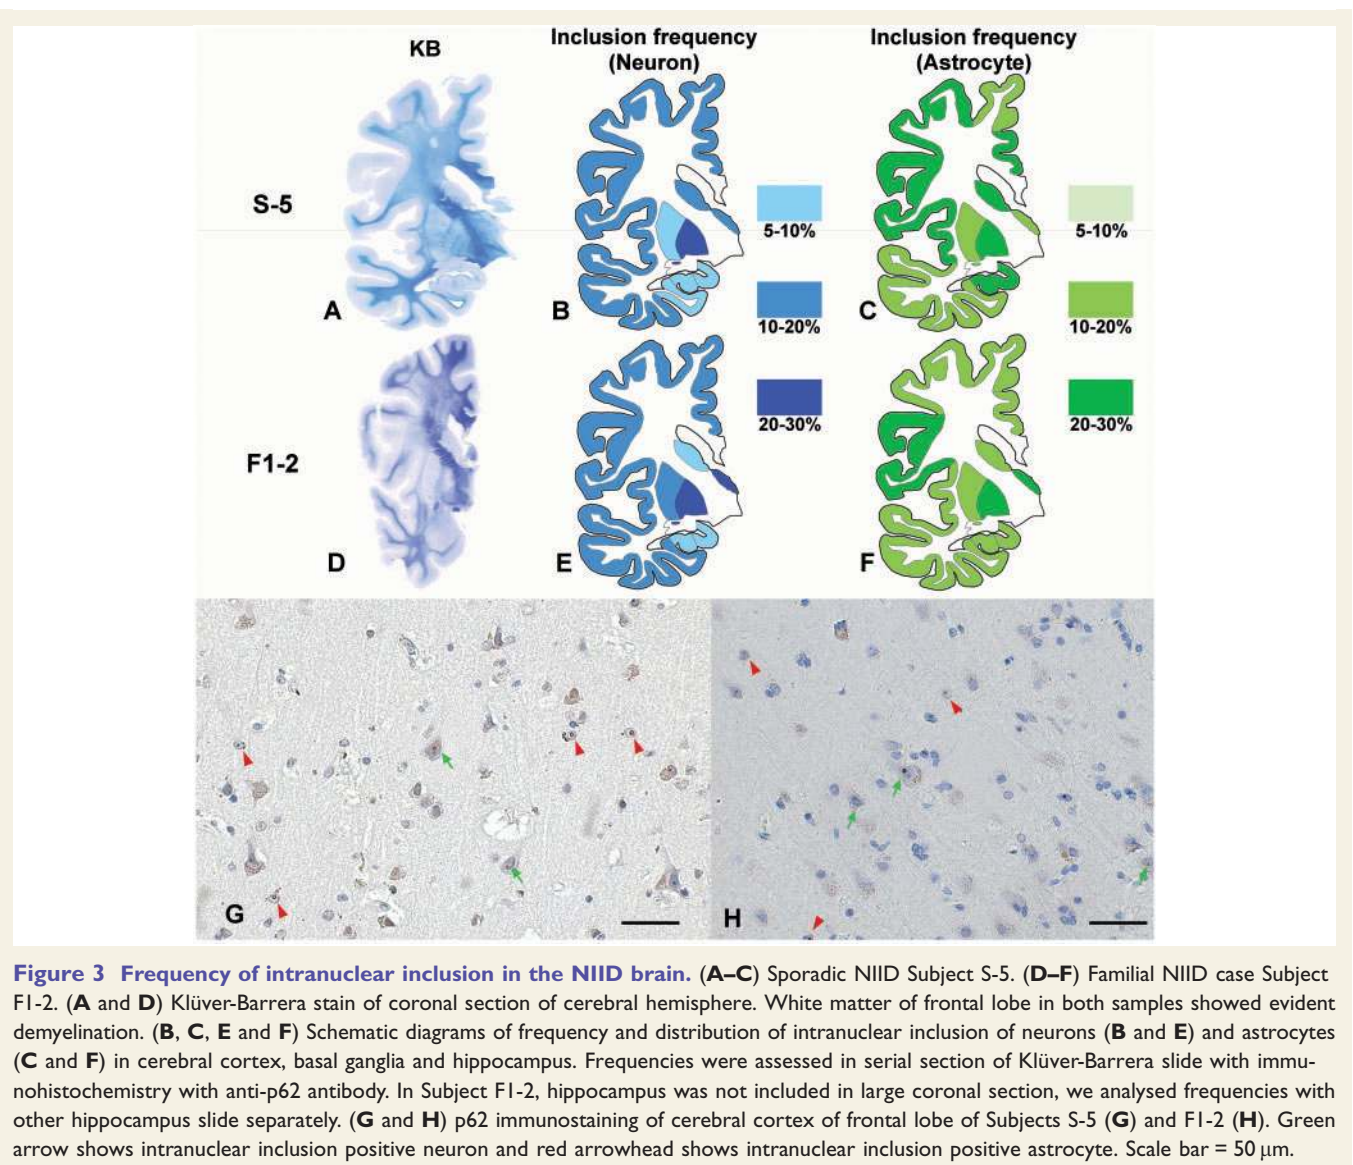 KB
Inclusion frequency
(Neuron)
Inclusion frequency
(Astrocyte)
S-5
5-10%
5-10%
A
B
10-20%
C
10-20%
20-30%
20-30%
F1-2
D
E
F
G
H
Figure 3 Frequency of intranuclear inclusion in the NIID brain. (A–C) Sporadic NIID Subject S-5. (D–F) Familial NIID case Subject
F1-2. (A and D) Klüver-Barrera stain of coronal section of cerebral hemisphere. White matter of frontal lobe in both samples showed evident
demyelination. (B, C, E and F) Schematic diagrams of frequency and distribution of intranuclear inclusion of neurons (B and E) and astrocytes
(C and F) in cerebral cortex, basal ganglia and hippocampus. Frequencies were assessed in serial section of Klüver-Barrera slide with immu-
nohistochemistry with anti-p62 antibody. In Subject F1-2, hippocampus was not included in large coronal section, we analysed frequencies with
other hippocampus slide separately. (G and H) p62 immunostaining of cerebral cortex of frontal lobe of Subjects S-5 (G) and F1-2 (H). Green
arrow shows intranuclear inclusion positive neuron and red arrowhead shows intranuclear inclusion positive astrocyte. Scale bar = 50 μm.